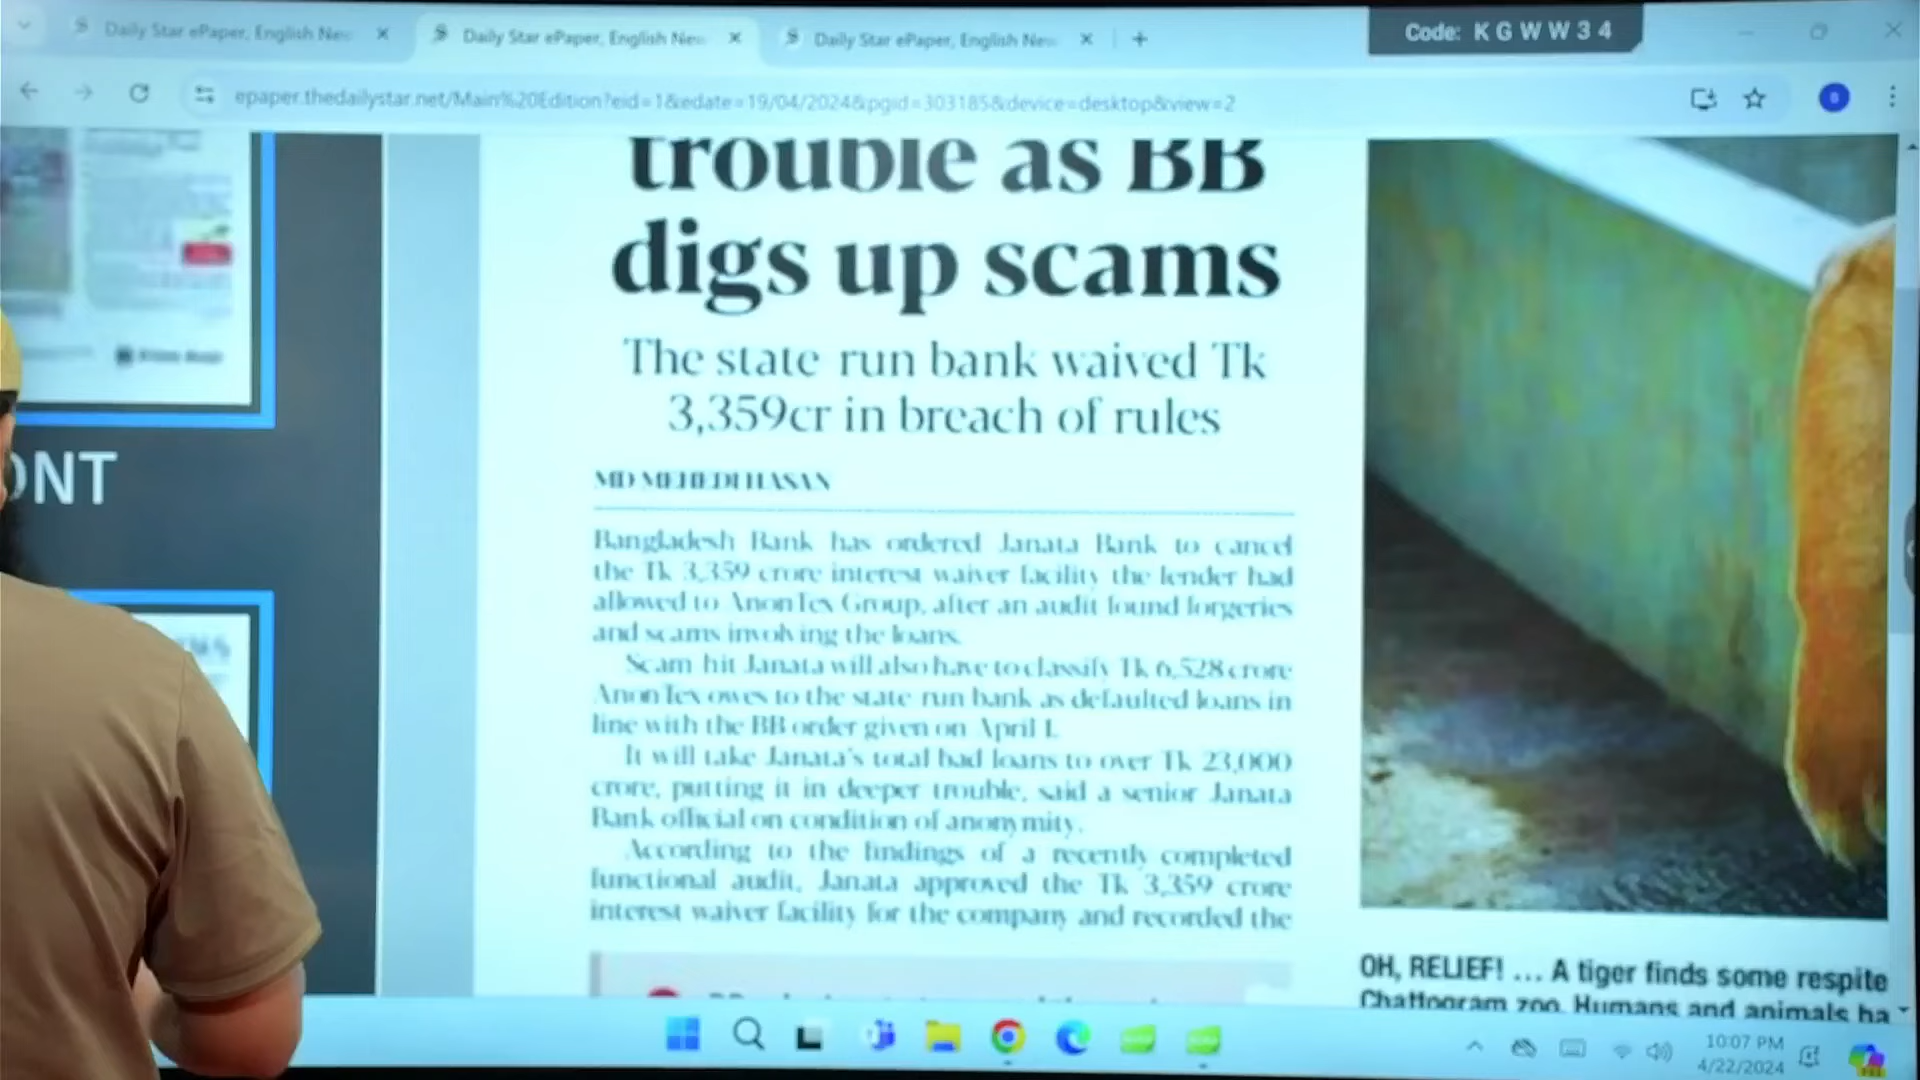 Daily Star ePaper, English New
Daily Star ePaper, English New
Daily Star ePaper, English New
Code: KGWW34
epaper.thedailystar.net/Main%20Edition?eid=1&edate=19/04/2024&pgid=303185&device=desktop&view=2
trouble as BB
digs up scams
The state run bank waived Tk
3,359cr in breach of rules
MD MEHEDI HASAN
Bangladesh Bank has ordered Janata Bank to cancel
the Tk 3,359 crore interest waiver facility the lender had
allowed to AnonTex Group, after an audit found forgeries
and scams involving the loans.
Scam hit Janata will also have to classify Tk 6,528 crore
AnonTex owes to the state run bank as defaulted loans in
line with the BB order given on April 1.
It will take Janata's total bad loans to over Tk 23,000
crore, putting it in deeper trouble, said a senior Janata
Bank official on condition of anonymity.
According to the findings of a recently completed
functional audit, Janata approved the Tk 3,359 crore
interest waiver facility for the company and recorded the
ONT
OH, RELIEF! ... A tiger finds some respite
Chattogram zoo. Humans and animals ha
10:07 PM
4/22/2024